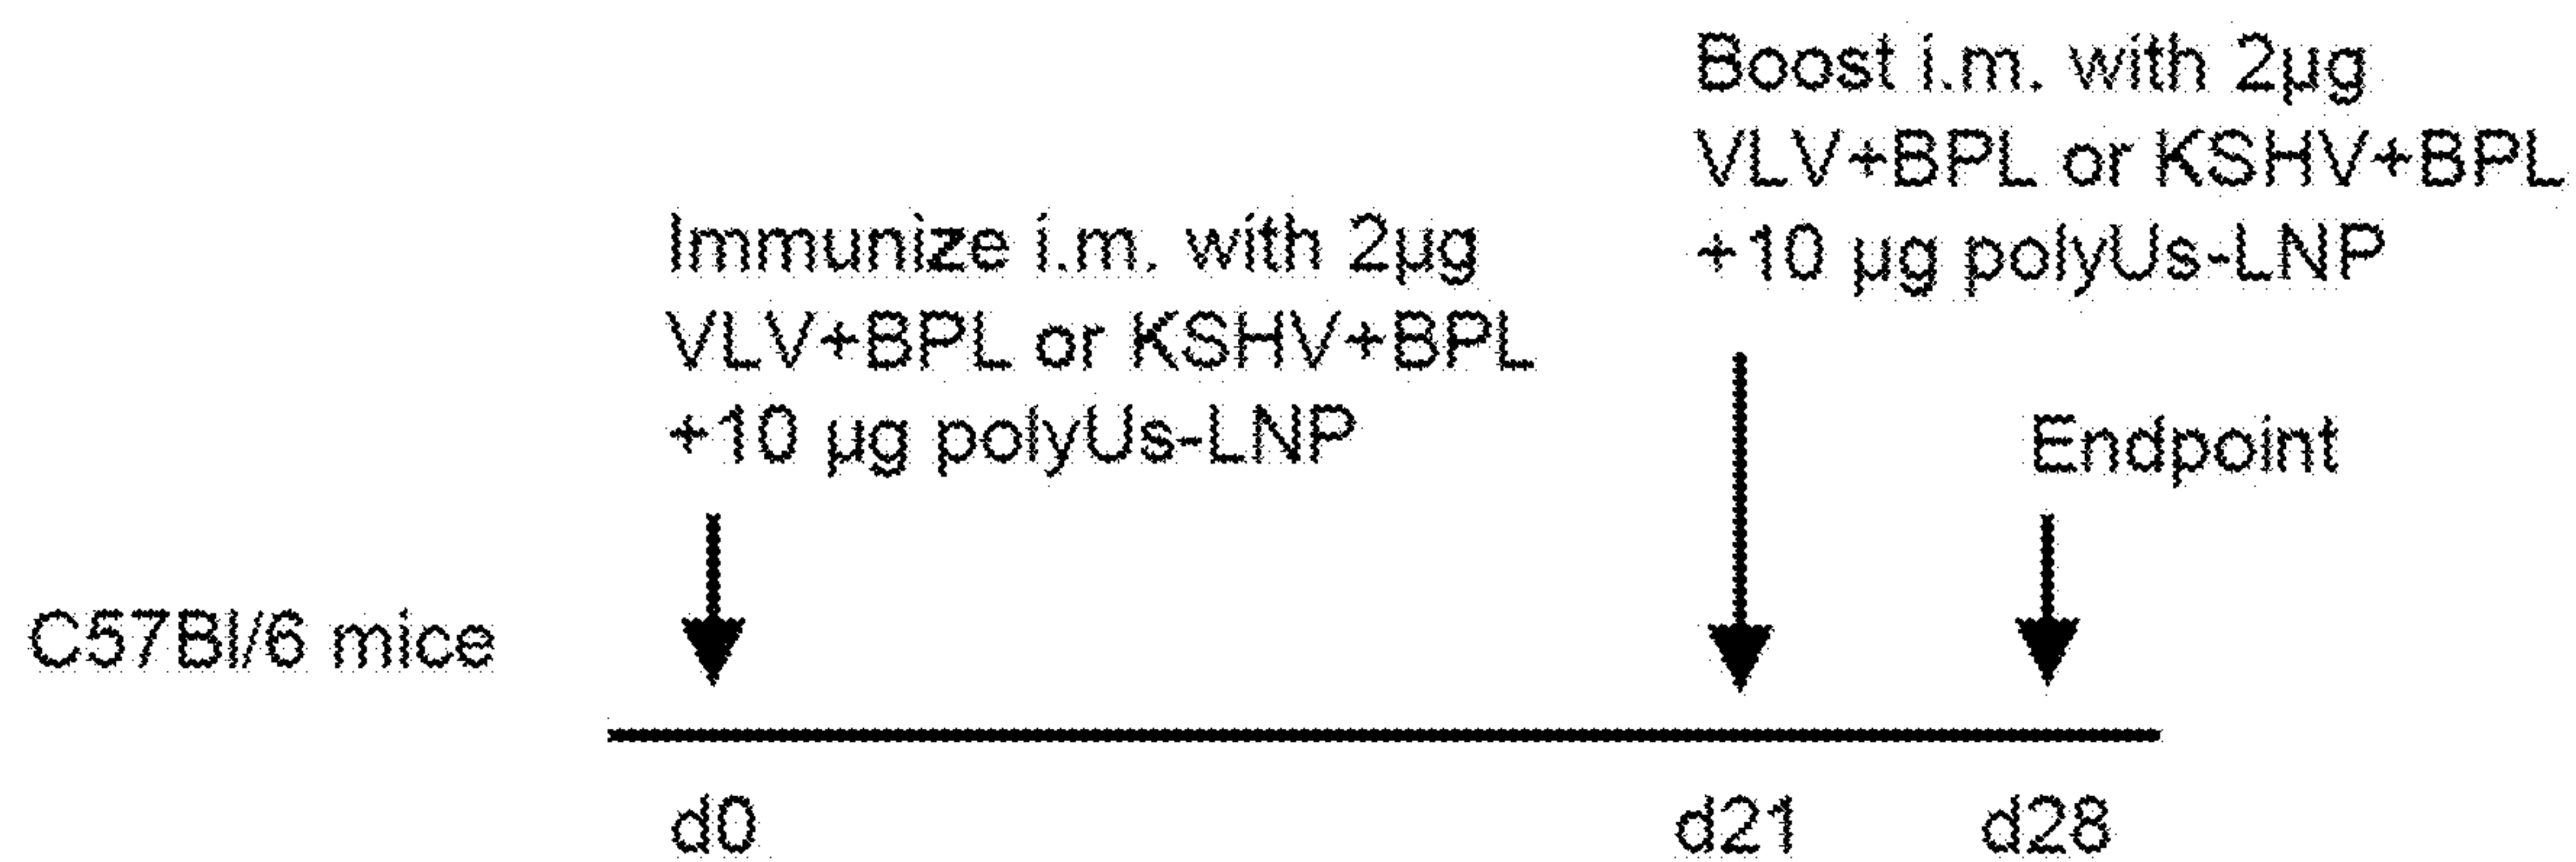 Boost i.m. with 2µg
VLV+BPL or KSHV+BPL
+10 µg polyUs-LNP
Immunize i.m. with 2µg
VLV+BPL or KSHV+BPL
+10 µg polyUs-LNP
Endpoint
C57Bl/6 mice
d0 d21 d28